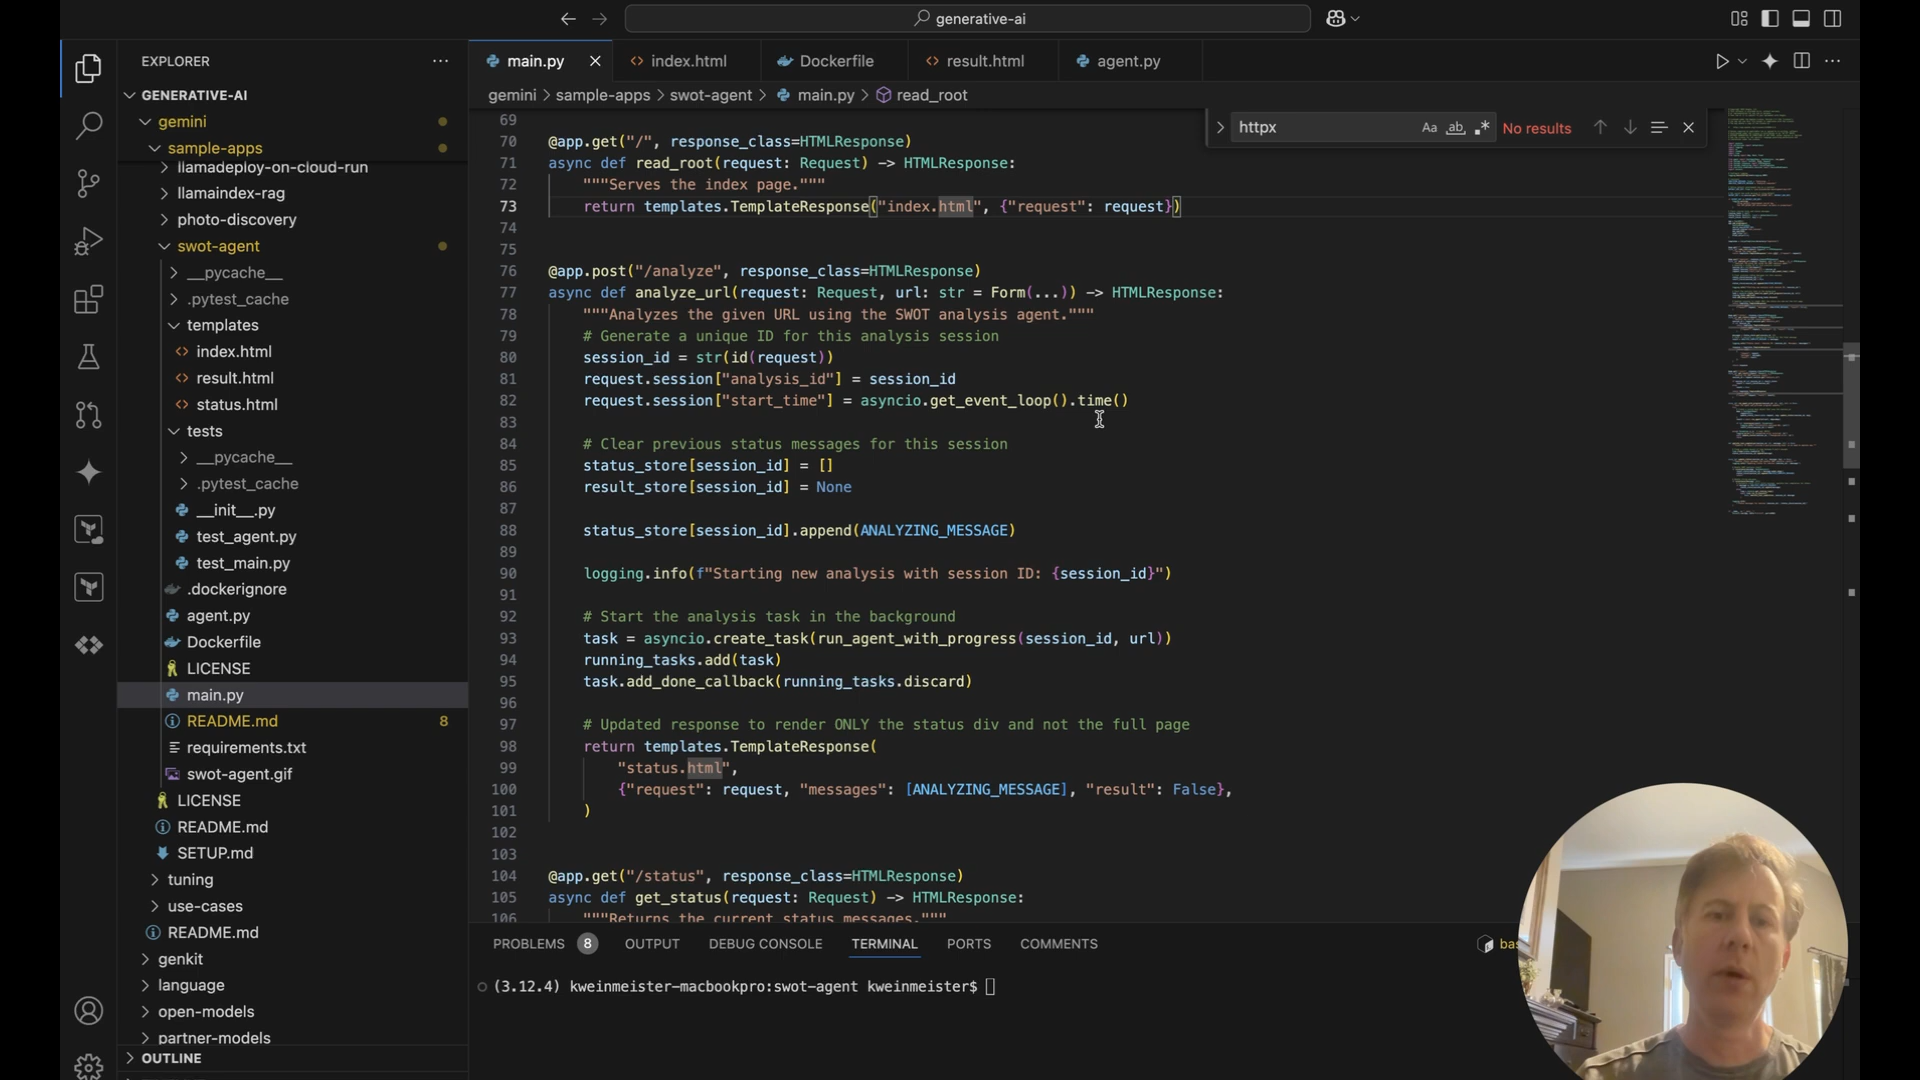 generative-ai
EXPLORER
GENERATIVE-AI
gemini
sample-apps
llamadeploy-on-cloud-run
llamaindex-rag
photo-discovery
swot-agent
__pycache__
.pytest_cache
templates
index.html
result.html
status.html
tests
__pycache__
.pytest_cache
__init__.py
test_agent.py
test_main.py
.dockerignore
agent.py
Dockerfile
LICENSE
main.py
README.md 8
requirements.txt
swot-agent.gif
LICENSE
README.md
SETUP.md
tuning
use-cases
README.md
genkit
language
open-models
partner-models
OUTLINE
main.py index.html Dockerfile result.html agent.py
gemini > sample-apps > swot-agent > main.py > read_root
httpx Aa ab No results
69
70 @app.get("/", response_class=HTMLResponse)
71 async def read_root(request: Request) -> HTMLResponse:
72 """Serves the index page."""
73 return templates.TemplateResponse("index.html", {"request": request})
74
75
76 @app.post("/analyze", response_class=HTMLResponse)
77 async def analyze_url(request: Request, url: str = Form(...)) -> HTMLResponse:
78 """Analyzes the given URL using the SWOT analysis agent."""
79 # Generate a unique ID for this analysis session
80 session_id = str(id(request))
81 request.session["analysis_id"] = session_id
82 request.session["start_time"] = asyncio.get_event_loop().time()
83
84 # Clear previous status messages for this session
85 status_store[session_id] = []
86 result_store[session_id] = None
87
88 status_store[session_id].append(ANALYZING_MESSAGE)
89
90 logging.info(f"Starting new analysis with session ID: {session_id}")
91
92 # Start the analysis task in the background
93 task = asyncio.create_task(run_agent_with_progress(session_id, url))
94 running_tasks.add(task)
95 task.add_done_callback(running_tasks.discard)
96
97 # Updated response to render ONLY the status div and not the full page
98 return templates.TemplateResponse(
99 "status.html",
100 {"request": request, "messages": [ANALYZING_MESSAGE], "result": False},
101 )
102
103
104 @app.get("/status", response_class=HTMLResponse)
105 async def get_status(request: Request) -> HTMLResponse:
106 """Returns the current status messages."""
PROBLEMS 8 OUTPUT DEBUG CONSOLE TERMINAL PORTS COMMENTS
(3.12.4) kweinmeister-macbookpro:swot-agent kweinmeister$